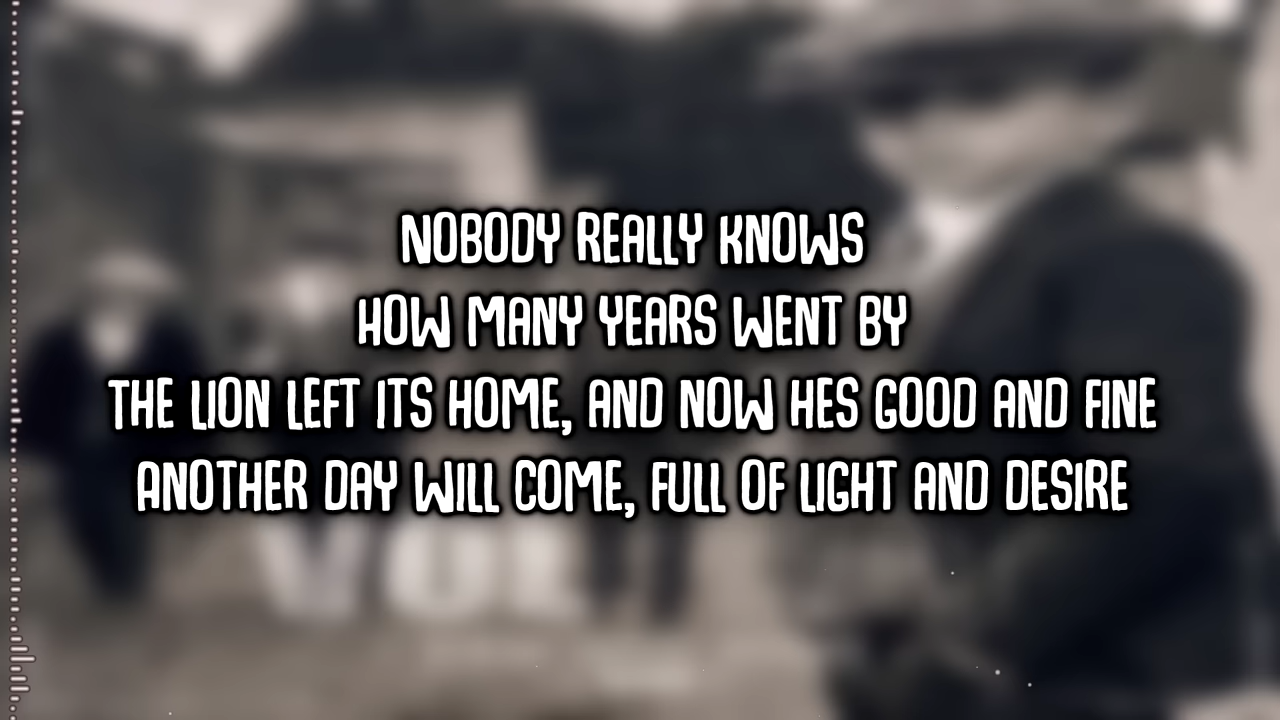 NOBODY REALLY KNOWS
HOW MANY YEARS WENT BY
THE LION LEFT ITS HOME, AND NOW HES GOOD AND FINE
ANOTHER DAY WILL COME, FULL OF LIGHT AND DESIRE
VOL